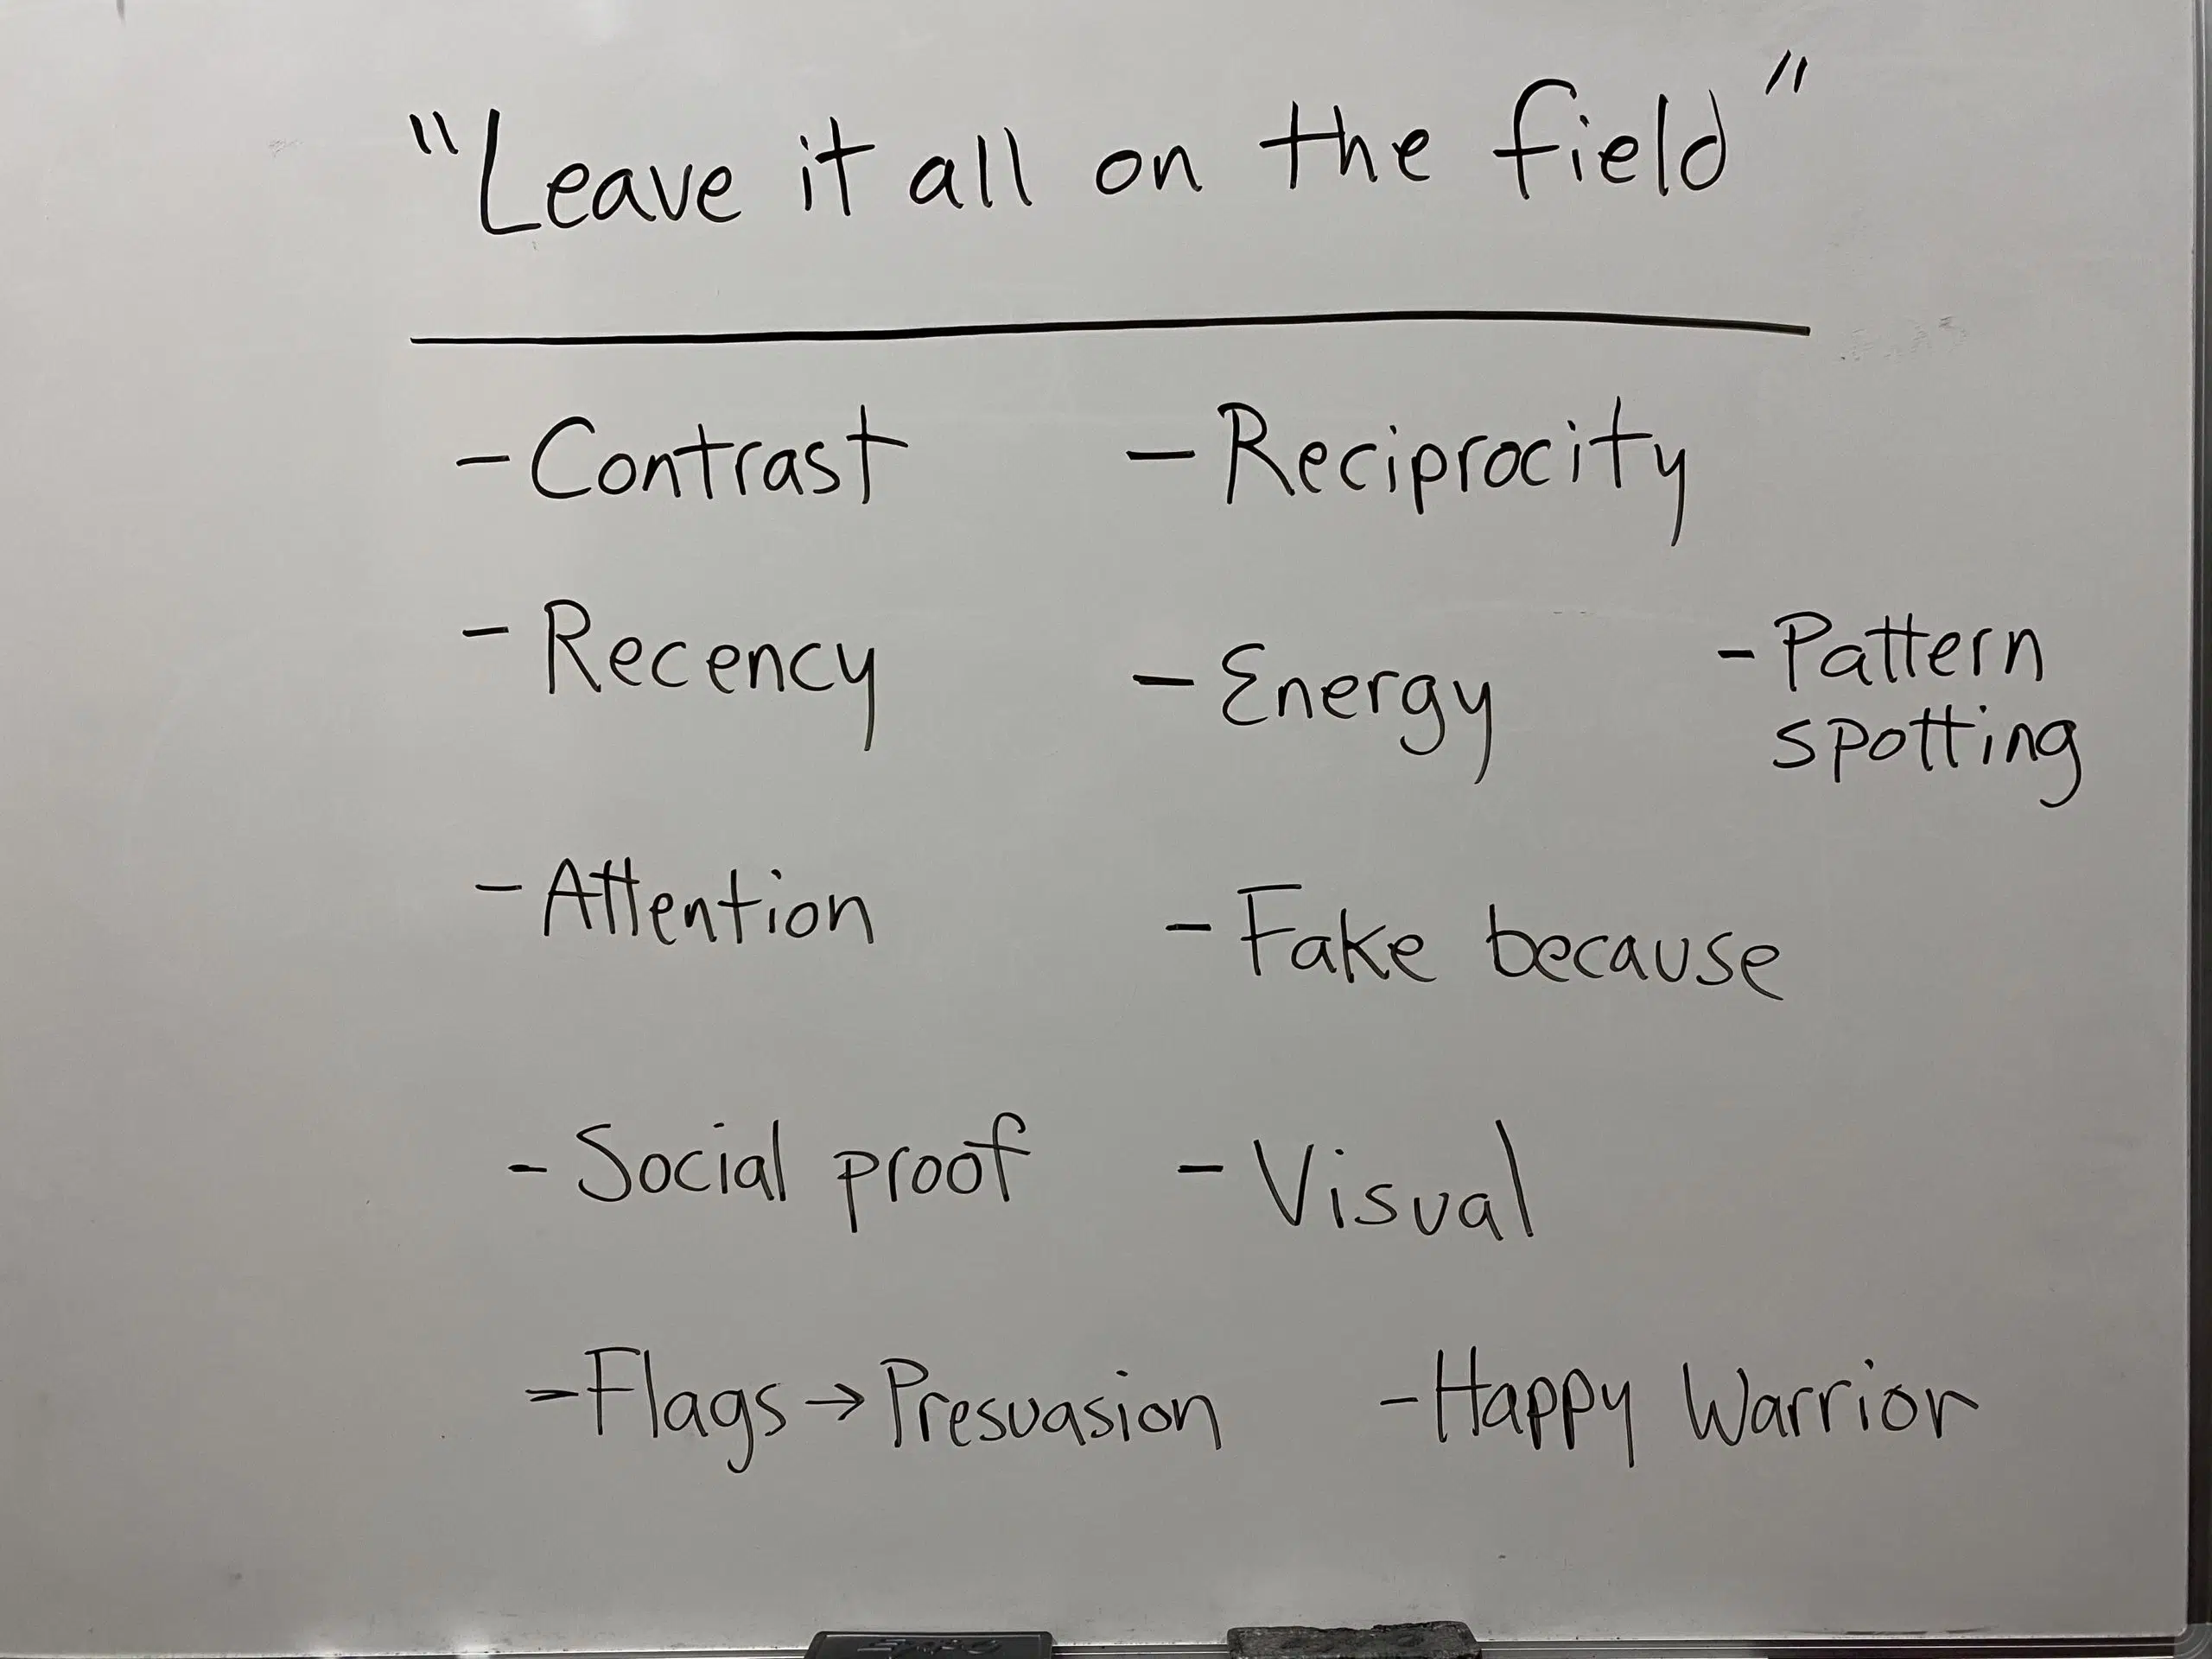 "Leave it all on the field"
- Contrast
- Reciprocity
- Recency
- Energy
- Pattern
spotting
- Attention
- Fake because
- Social proof
- Visual
- Flags → Presuasion
- Happy Warrior